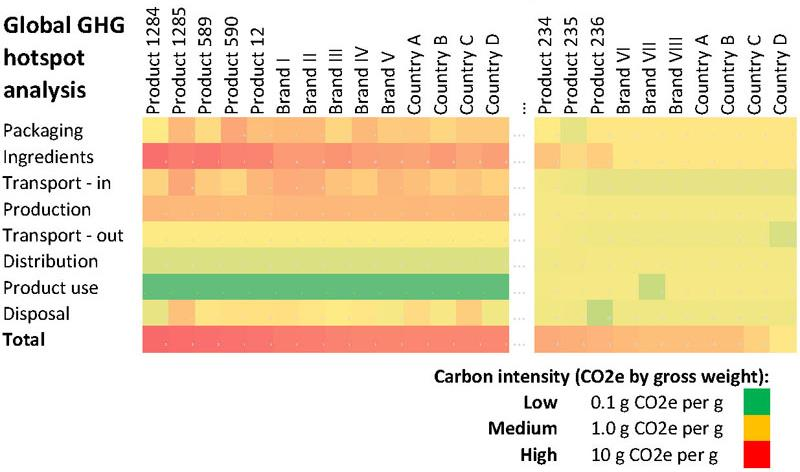 Global GHG
hotspot
analysis
Product 1284
Product 1285
Product 589
Product 590
Product 12
Brand I
Brand II
Brand III
Brand IV
Brand V
Country A
Country B
Country C
Country D
...
Product 234
Product 235
Product 236
Brand VI
Brand VII
Brand VIII
Country A
Country B
Country C
Country D
Packaging ...
Ingredients ...
Transport - in ...
Production ...
Transport - out ...
Distribution ...
Product use ...
Disposal ...
Total ...
Carbon intensity (CO2e by gross weight):
Low 0.1 g CO2e per g
Medium 1.0 g CO2e per g
High 10 g CO2e per g